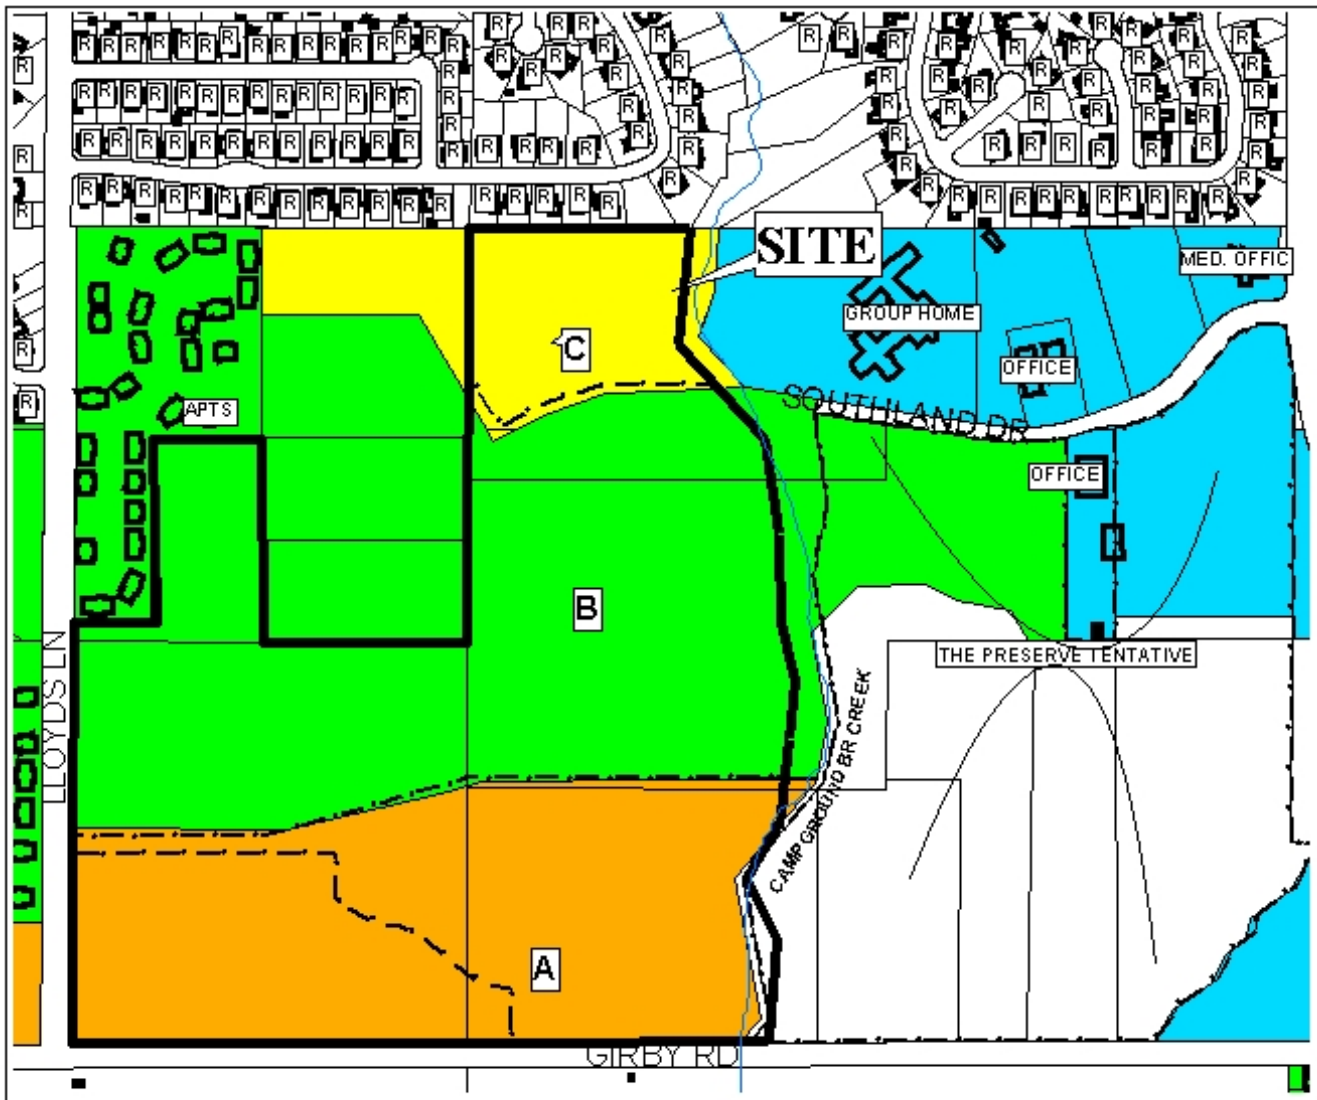 R R R R R R R R R R
R R R R R R R R R R R R R R R R
R R R R R R R R R R R
R R R R R R R R R R R R R R R
R R R R R R R R R R R R R R
R R R R R R R R R R R R R R R
R R R R R R R R R R R R R R R
R R R R R R R R R R R R
SITE
MED. OFFIC
GROUP HOME
R
C
OFFICE
R
APTS
SOUTHLAND DR
OFFICE
B
THE PRESERVE TENTATIVE
LLOYDS LN
CAMP GROUND BR CREEK
A
GIRBY RD